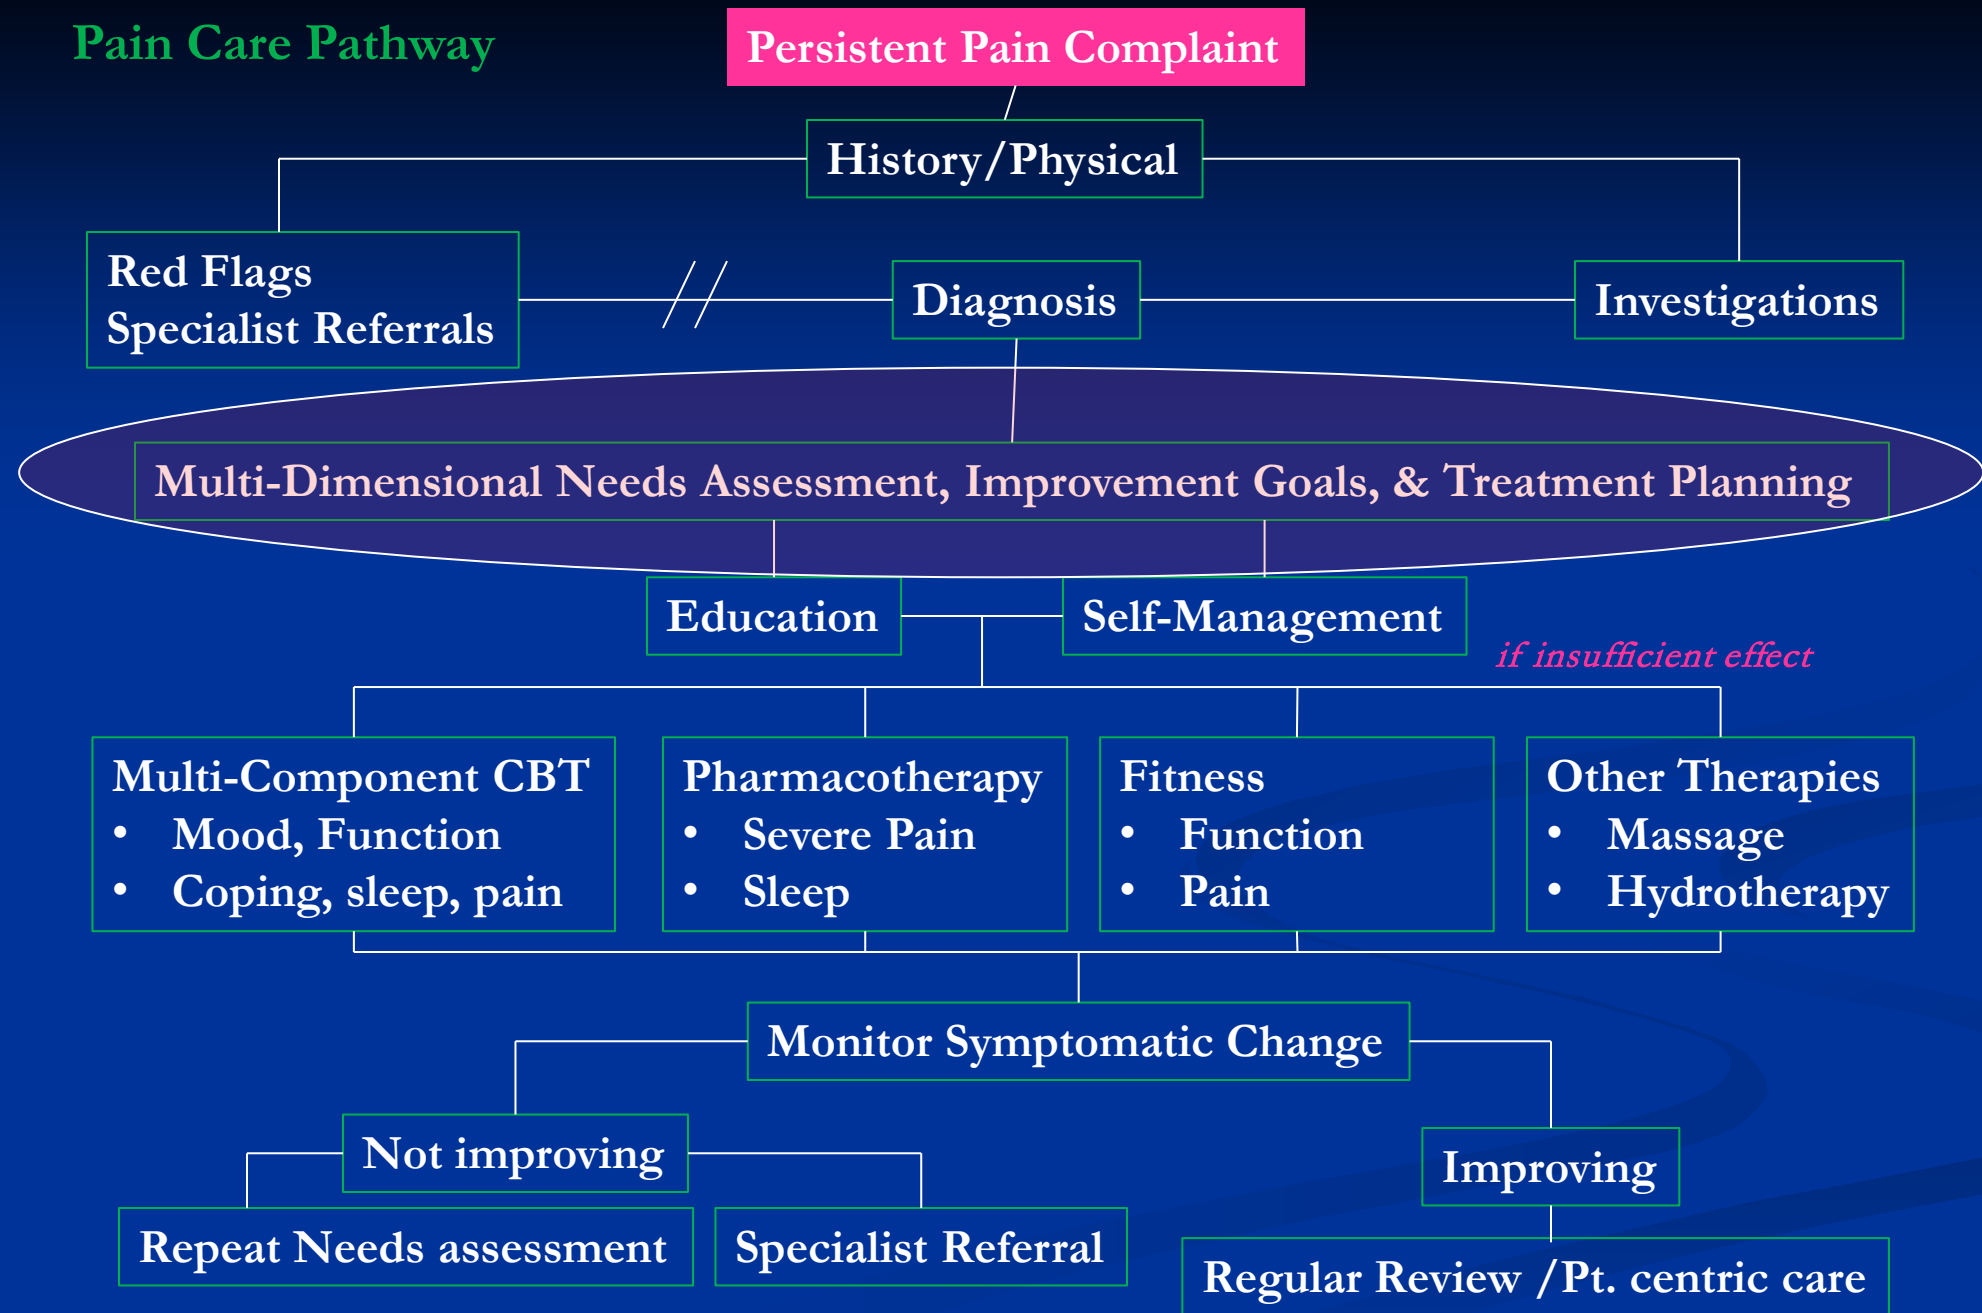 Pain Care Pathway
Persistent Pain Complaint
History/Physical
Red Flags
Specialist Referrals
Diagnosis
Investigations
Multi-Dimensional Needs Assessment, Improvement Goals, & Treatment Planning
Education
Self-Management
if insufficient effect
Multi-Component CBT
• Mood, Function
• Coping, sleep, pain
Pharmacotherapy
• Severe Pain
• Sleep
Fitness
• Function
• Pain
Other Therapies
• Massage
• Hydrotherapy
Monitor Symptomatic Change
Not improving
Improving
Repeat Needs assessment
Specialist Referral
Regular Review /Pt. centric care